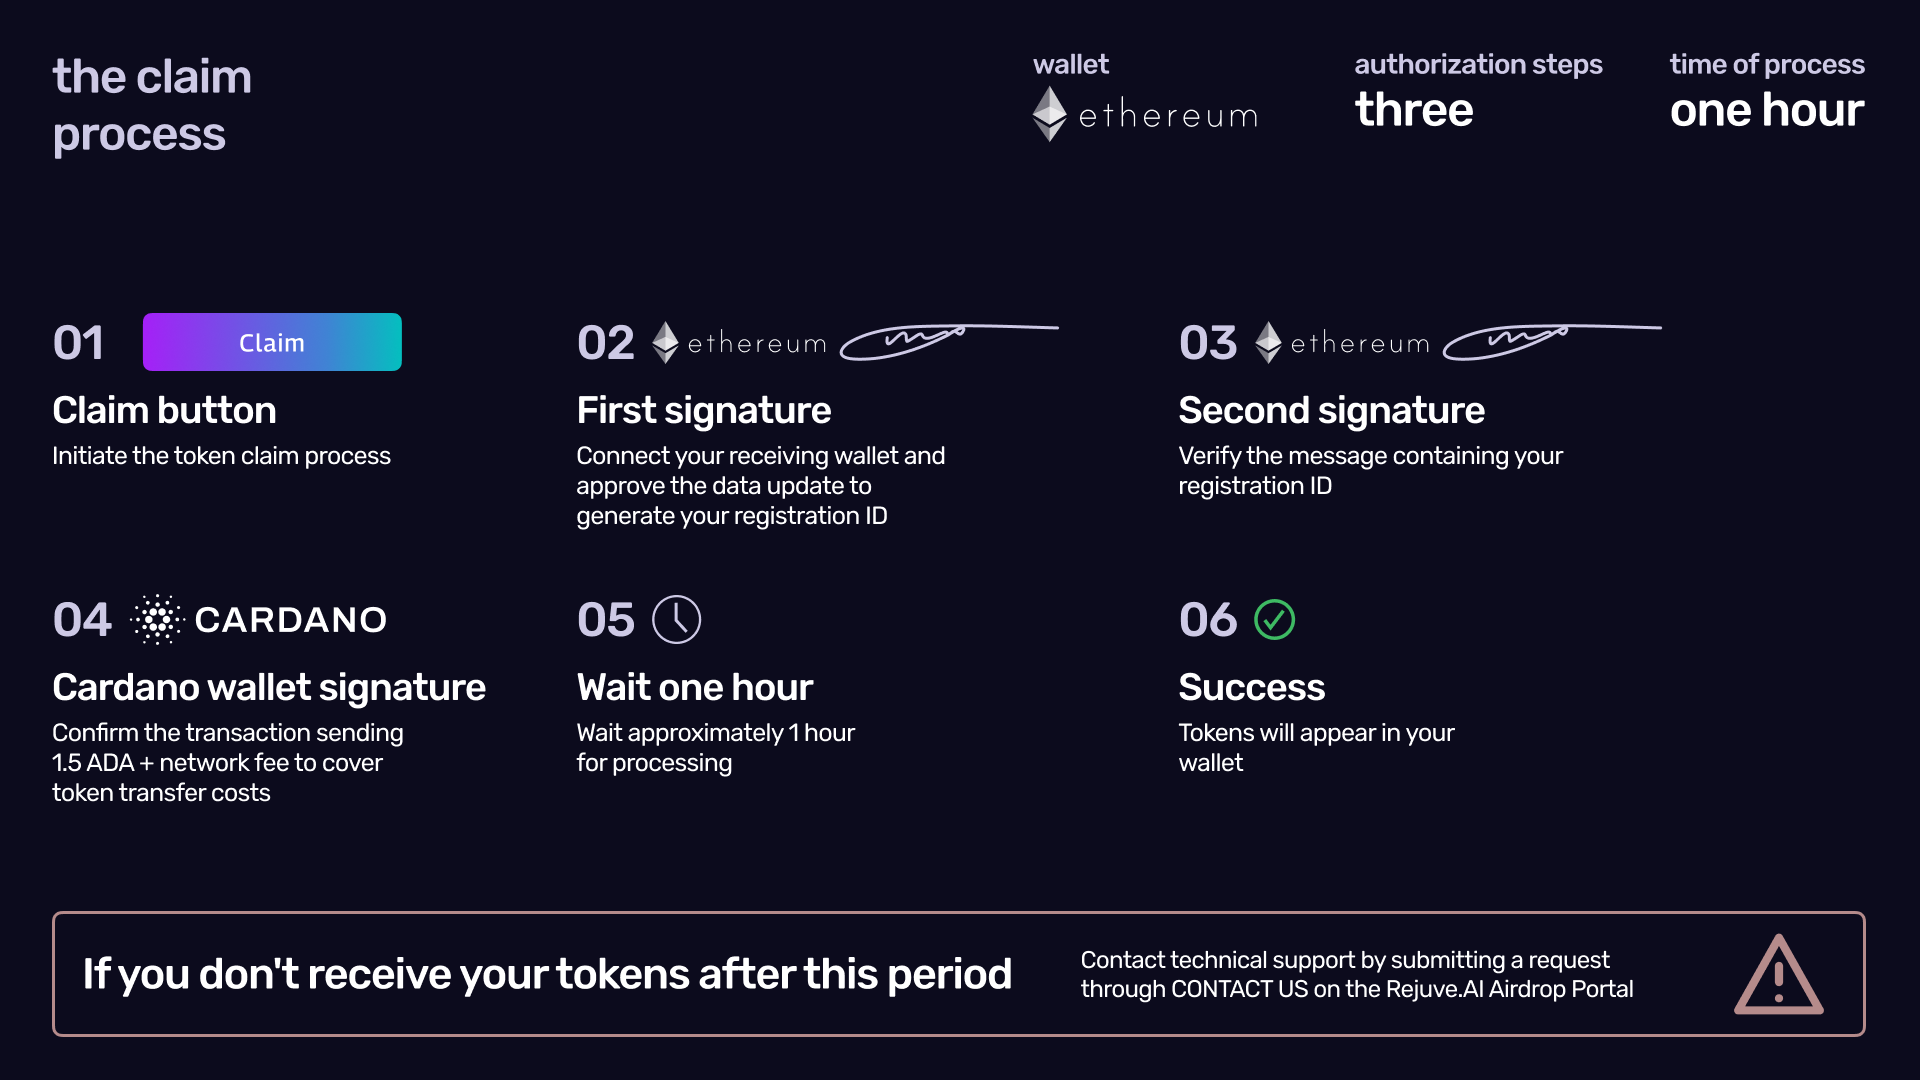 the claim
process
wallet
ethereum
authorization steps
three
time of process
one hour
01
Claim
Claim button
Initiate the token claim process
02
ethereum
First signature
Connect your receiving wallet and
approve the data update to
generate your registration ID
03
ethereum
Second signature
Verify the message containing your
registration ID
04
CARDANO
Cardano wallet signature
Confirm the transaction sending
1.5 ADA + network fee to cover
token transfer costs
05
Wait one hour
Wait approximately 1 hour
for processing
06
Success
Tokens will appear in your
wallet
If you don't receive your tokens after this period
Contact technical support by submitting a request
through CONTACT US on the Rejuve.AI Airdrop Portal